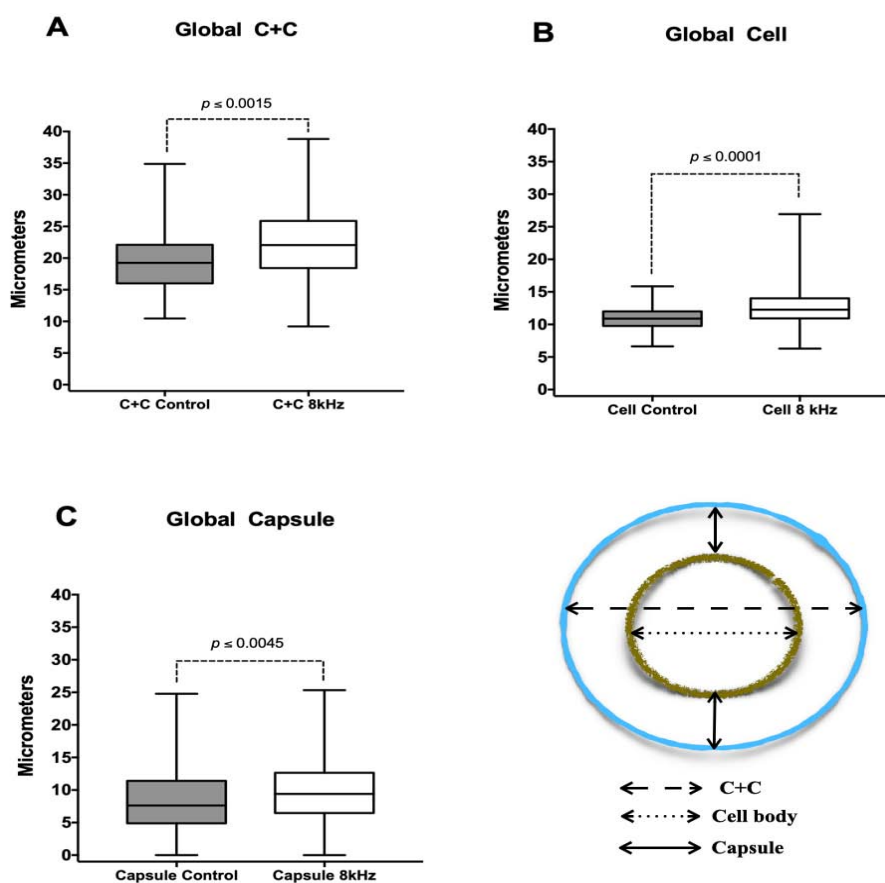 A
Global C+C
p ≤ 0.0015
Micrometers
40
35
30
25
20
15
10
5
0
C+C Control
C+C 8kHz
B
Global Cell
p ≤ 0.0001
Micrometers
40
35
30
25
20
15
10
5
0
Cell Control
Cell 8 kHz
C
Global Capsule
p ≤ 0.0045
Micrometers
40
35
30
25
20
15
10
5
0
Capsule Control
Capsule 8kHz
C+C
Cell body
Capsule